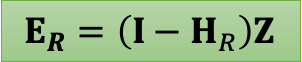 𝐄_𝑹 = (𝐈 − 𝐇_𝑅)𝐙